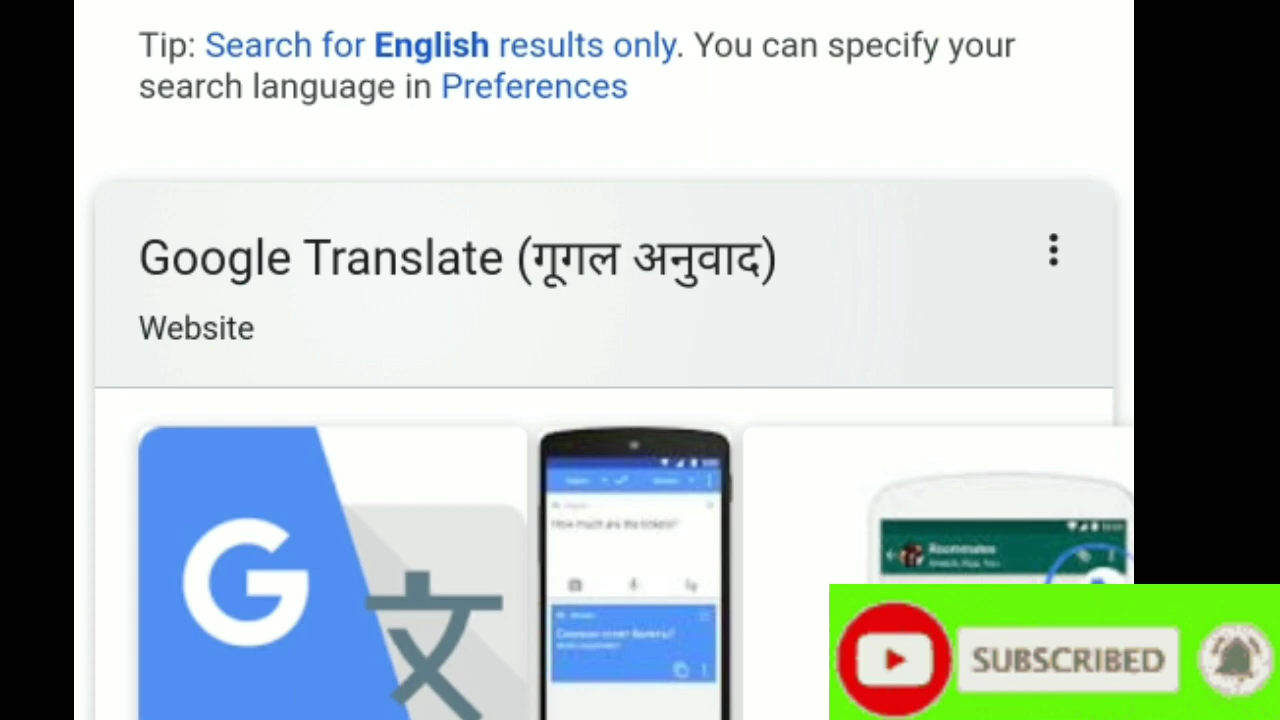 Tip: Search for English results only. You can specify your
search language in Preferences
Google Translate (गूगल अनुवाद)
Website
G
文
How much are the tickets?
Roommates
SUBSCRIBED